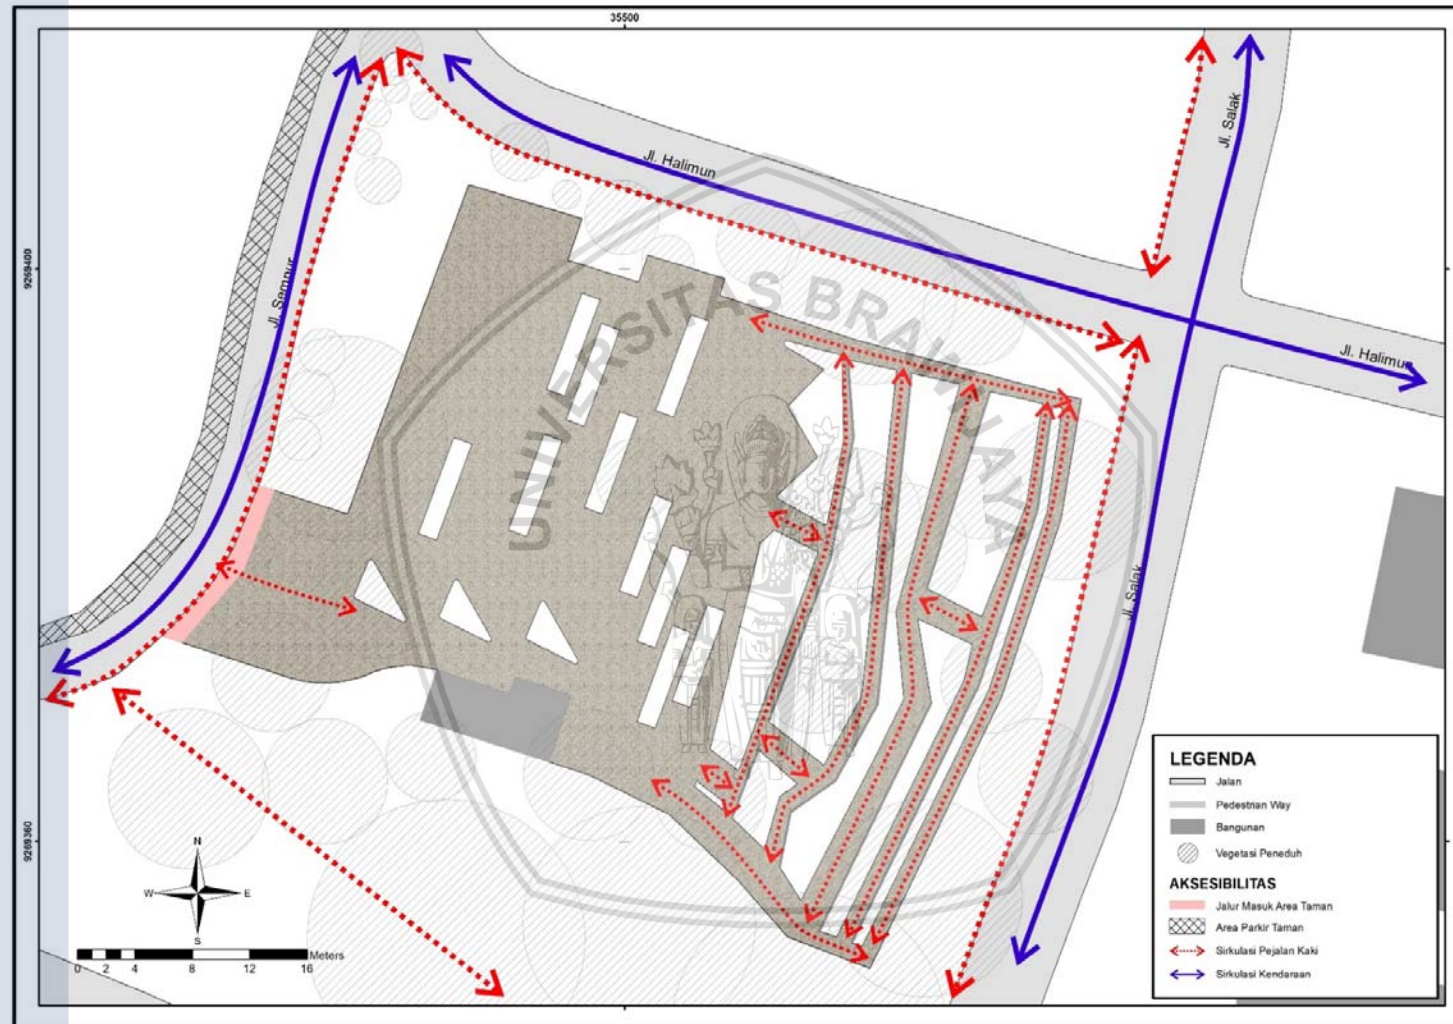 35500
Jl. Salak
Jl. Halimun
9269400
Jl. Sempur
UNIVERSITAS BRAWIJAYA
Jl. Halimun
Jl. Salak
9269360
N
W E
S
Meters
0 2 4 8 12 16
LEGENDA
Jalan
Pedestrian Way
Bangunan
Vegetasi Peneduh
AKSESIBILITAS
Jalur Masuk Area Taman
Area Parkir Taman
Sirkulasi Pejalan Kaki
Sirkulasi Kendaraan